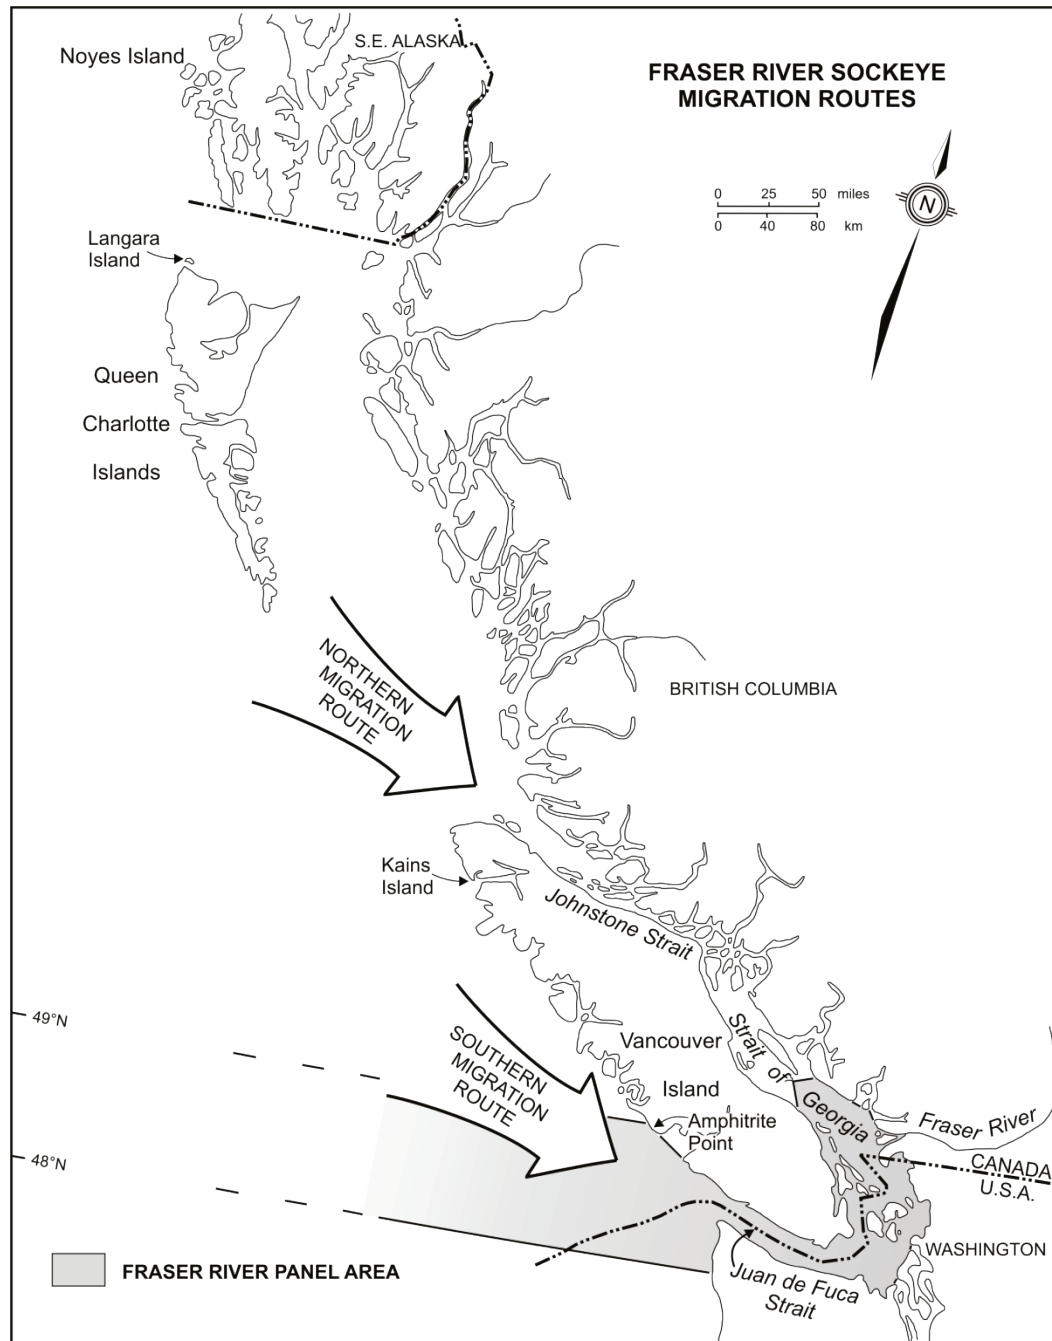 Noyes Island
S.E. ALASKA
FRASER RIVER SOCKEYE
MIGRATION ROUTES
0 25 50 miles
0 40 80 km
N
Langara
Island
Queen
Charlotte
Islands
NORTHERN
MIGRATION
ROUTE
BRITISH COLUMBIA
Kains
Island
Johnstone Strait
49°N
SOUTHERN
MIGRATION
ROUTE
Vancouver
Island
Strait of
Georgia
Amphitrite
Point
Fraser River
48°N
CANADA
U.S.A.
WASHINGTON
FRASER RIVER PANEL AREA
Juan de Fuca
Strait